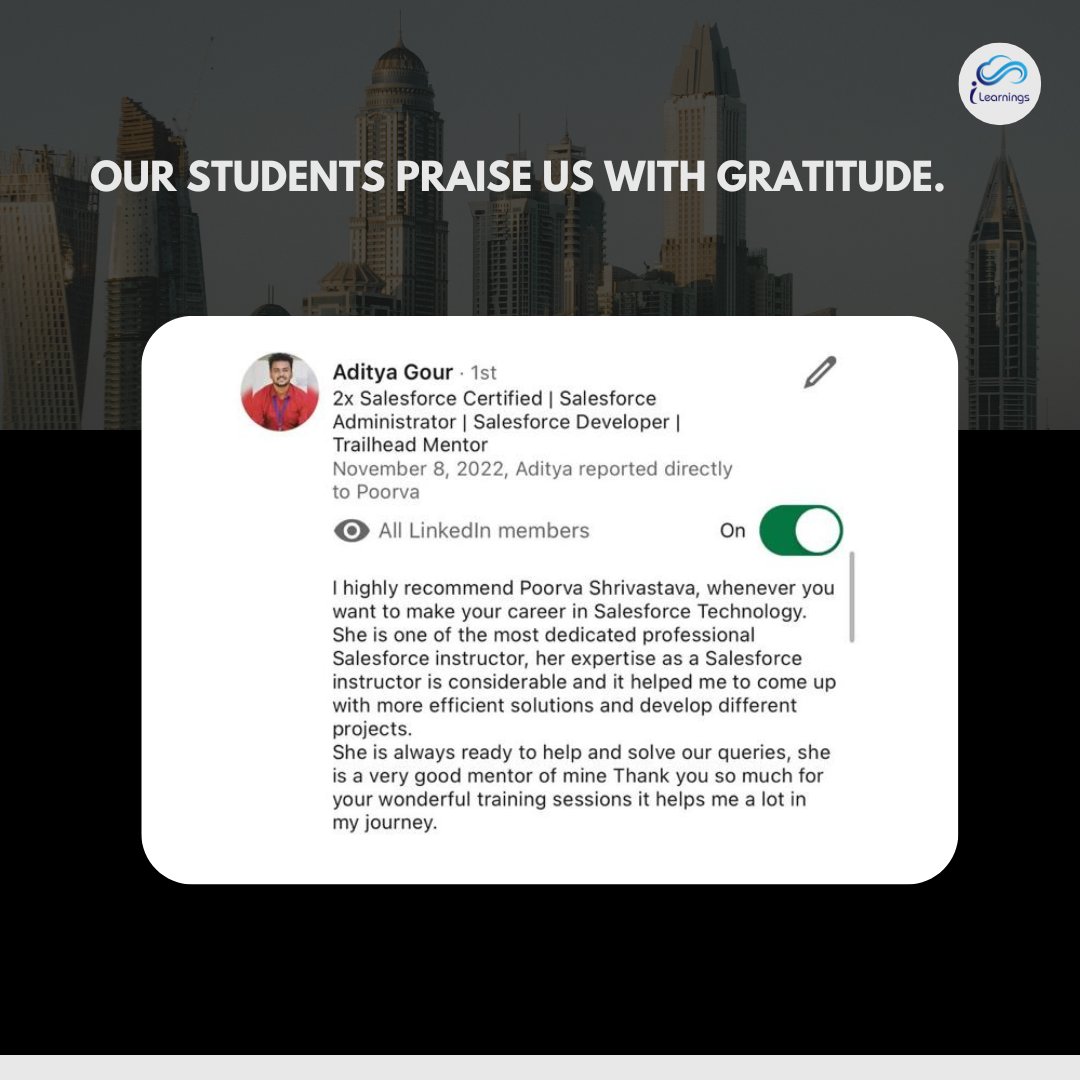 iLearnings
OUR STUDENTS PRAISE US WITH GRATITUDE.
Aditya Gour · 1st
2x Salesforce Certified | Salesforce
Administrator | Salesforce Developer |
Trailhead Mentor
November 8, 2022, Aditya reported directly
to Poorva
All LinkedIn members
On
I highly recommend Poorva Shrivastava, whenever you
want to make your career in Salesforce Technology.
She is one of the most dedicated professional
Salesforce instructor, her expertise as a Salesforce
instructor is considerable and it helped me to come up
with more efficient solutions and develop different
projects.
She is always ready to help and solve our queries, she
is a very good mentor of mine Thank you so much for
your wonderful training sessions it helps me a lot in
my journey.